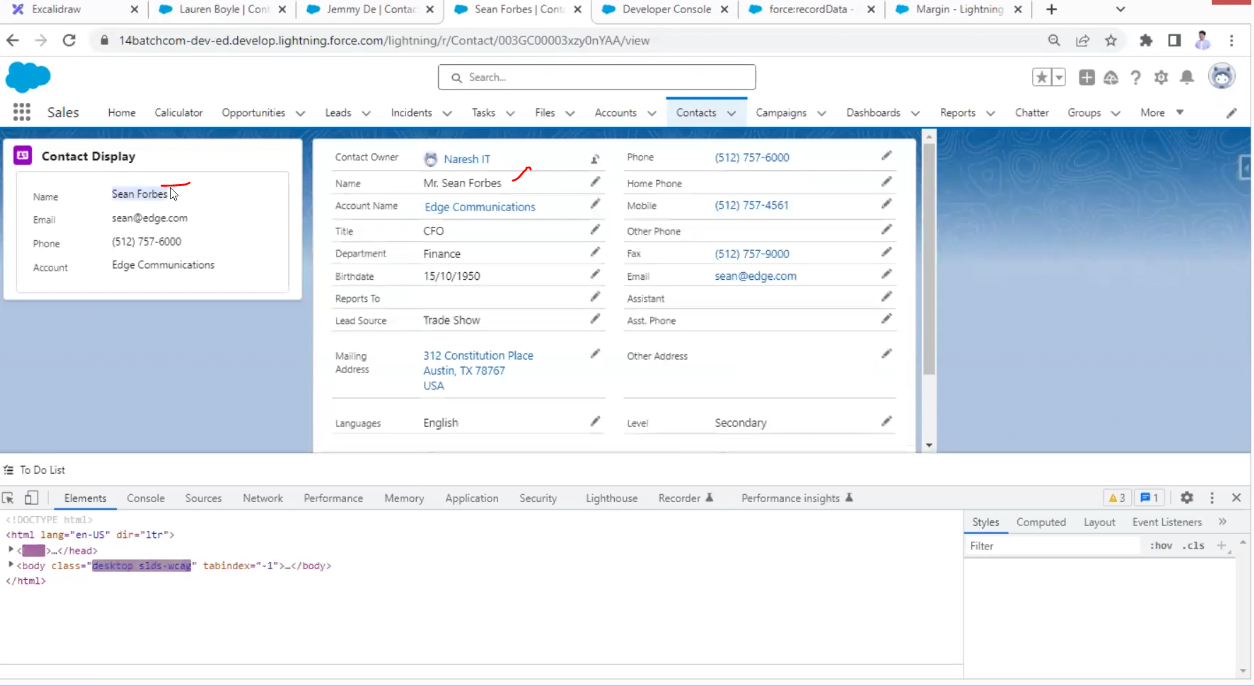 Excalidraw Lauren Boyle | Cont Jemmy De | Contac Sean Forbes | Conta Developer Console force:recordData - Margin - Lightning
14batchcom-dev-ed.develop.lightning.force.com/lightning/r/Contact/003GC00003xzy0nYAA/view
Search...
Sales Home Calculator Opportunities Leads Incidents Tasks Files Accounts Contacts Campaigns Dashboards Reports Chatter Groups More
Contact Display
Name Sean Forbes
Email sean@edge.com
Phone (512) 757-6000
Account Edge Communications
Contact Owner Naresh IT Phone (512) 757-6000
Name Mr. Sean Forbes Home Phone
Account Name Edge Communications Mobile (512) 757-4561
Title CFO Other Phone
Department Finance Fax (512) 757-9000
Birthdate 15/10/1950 Email sean@edge.com
Reports To Assistant
Lead Source Trade Show Asst. Phone
Mailing Address 312 Constitution Place Other Address
Austin, TX 78767
USA
Languages English Level Secondary
To Do List
Elements Console Sources Network Performance Memory Application Security Lighthouse Recorder Performance insights 3 1
<!DOCTYPE html>
<html lang="en-US" dir="ltr">
<>…</head>
<body class="desktop slds-wcag" tabindex="-1">…</body>
</html>
Styles Computed Layout Event Listeners »
Filter :hov .cls +